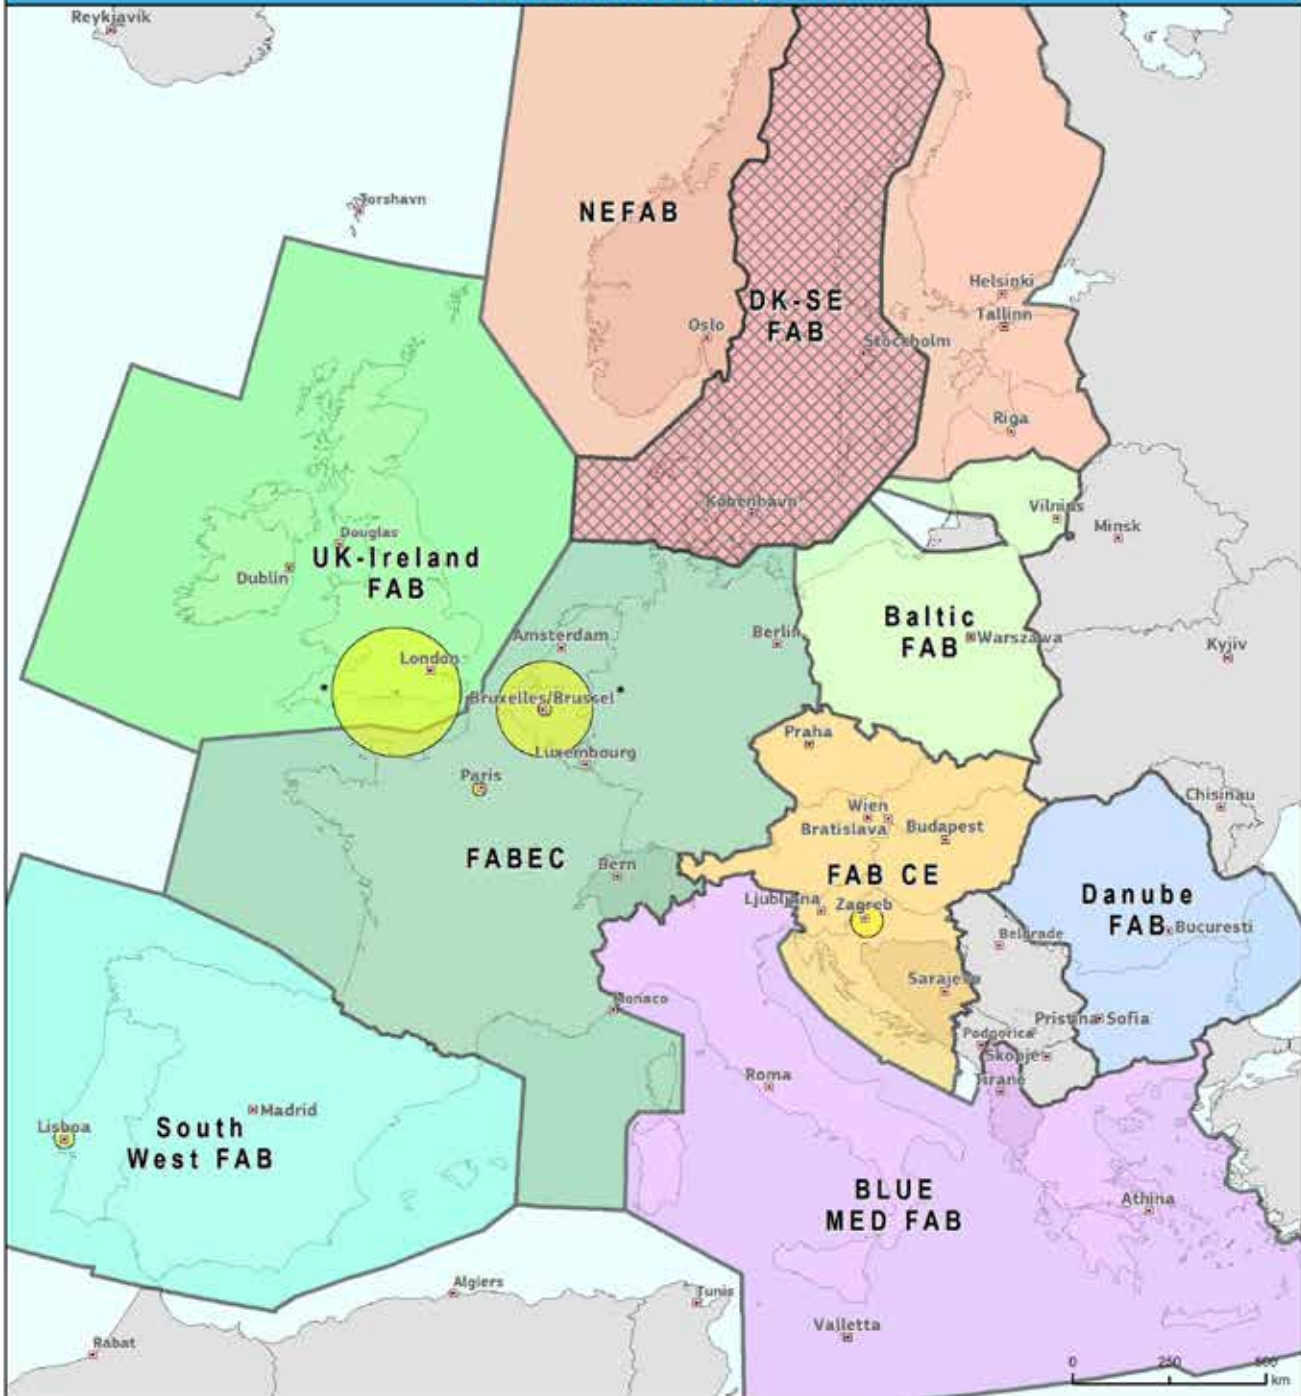 Reykjavík
Torshavn
NEFAB
Helsinki
DK-SE
FAB
Tallinn
Oslo
Stockholm
Riga
København
Vilnius
Minsk
Douglas
UK-Ireland
FAB
Dublin
Baltic
FAB
Warszawa
Amsterdam
Berlin
Kyjiv
London
Bruxelles/Brussel
Praha
Luxembourg
Paris
Chisinau
Wien
Bratislava
Budapest
FABEC
Bern
FAB CE
Ljubljana
Zagreb
Danube
FAB
Bucuresti
Belgrade
Sarajevo
Monaco
Pristina
Sofia
Podgorica
Skopje
Roma
Tirane
Madrid
Lisboa
South
West FAB
BLUE
MED FAB
Athina
Algiers
Tunis
Valletta
Rabat
0 250 500
km